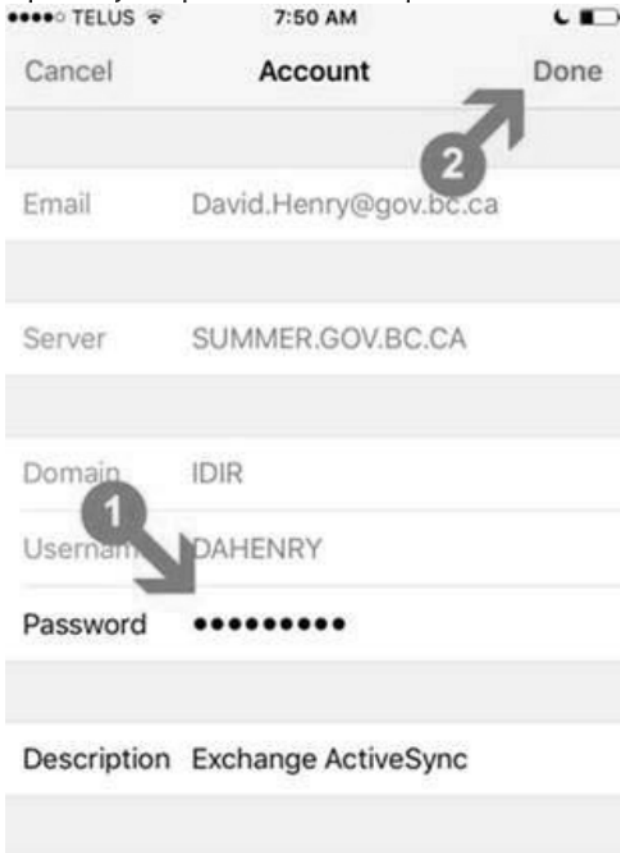 TELUS 7:50 AM
Cancel Account Done
2
Email David.Henry@gov.bc.ca
Server SUMMER.GOV.BC.CA
Domain IDIR
1
Username DAHENRY
Password •••••••••
Description Exchange ActiveSync